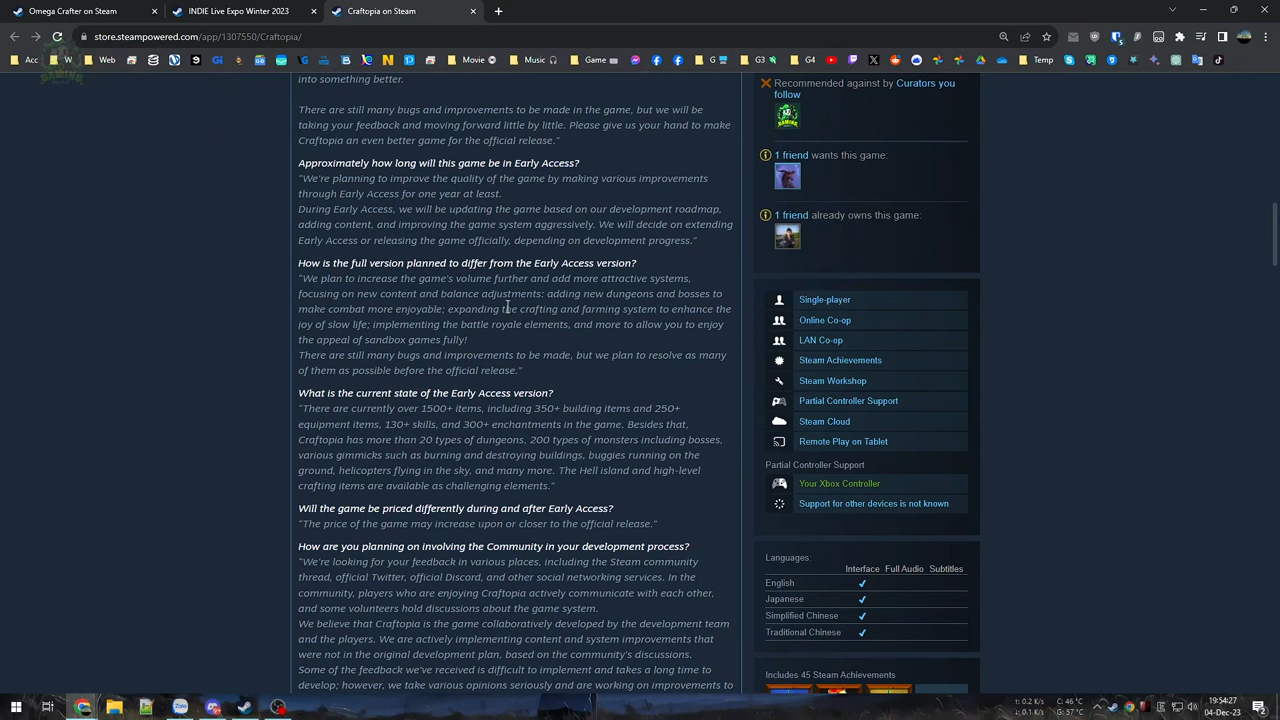 Omega Crafter on Steam
INDIE Live Expo Winter 2023
Craftopia on Steam
store.steampowered.com/app/1307550/Craftopia/
Acc
W
Movie
Music
Game
G
G4
Temp
into something better.
There are still many bugs and improvements to be made in the game, but we will be
taking your feedback and moving forward little by little. Please give us your hand to make
Craftopia an even better game for the official release."
Approximately how long will this game be in Early Access?
"We're planning to improve the quality of the game by making various improvements
through Early Access for one year at least.
During Early Access, we will be updating the game based on our development roadmap,
adding content, and improving the game system aggressively. We will decide on extending
Early Access or releasing the game officially, depending on development progress."
How is the full version planned to differ from the Early Access version?
"We plan to increase the game's volume further and add more attractive systems,
focusing on new content and balance adjustments: adding new dungeons and bosses to
make combat more enjoyable; expanding the crafting and farming system to enhance the
joy of slow life; implementing the battle royale elements, and more to allow you to enjoy
the appeal of sandbox games fully!
There are still many bugs and improvements to be made, but we plan to resolve as many
of them as possible before the official release."
What is the current state of the Early Access version?
"There are currently over 1500+ items, including 350+ building items and 250+
equipment items, 130+ skills, and 300+ enchantments in the game. Besides that,
Craftopia has more than 20 types of dungeons, 200 types of monsters including bosses,
various gimmicks such as burning and destroying buildings, buggies running on the
ground, helicopters flying in the sky, and many more. The Hell island and high-level
crafting items are available as challenging elements."
Will the game be priced differently during and after Early Access?
"The price of the game may increase upon or closer to the official release."
How are you planning on involving the Community in your development process?
"We're looking for your feedback in various places, including the Steam community
thread, official Twitter, official Discord, and other social networking services. In the
community, players who are enjoying Craftopia actively communicate with each other,
and some volunteers hold discussions about the game system.
We believe that Craftopia is the game collaboratively developed by the development team
and the players. We are actively implementing content and system improvements that
were not in the original development plan, based on the community's discussions.
Some of the feedback we've received is difficult to implement and takes a long time to
develop; however, we take various opinions seriously and are working on improvements to
Recommended against by Curators you
follow
1 friend wants this game:
1 friend already owns this game:
Single-player
Online Co-op
LAN Co-op
Steam Achievements
Steam Workshop
Partial Controller Support
Steam Cloud
Remote Play on Tablet
Partial Controller Support
Your Xbox Controller
Support for other devices is not known
Languages:
Interface Full Audio Subtitles
English
Japanese
Simplified Chinese
Traditional Chinese
Includes 45 Steam Achievements
Zalo
C: 46 °C
G: 57 °C
19:54:27
04-Dec-23